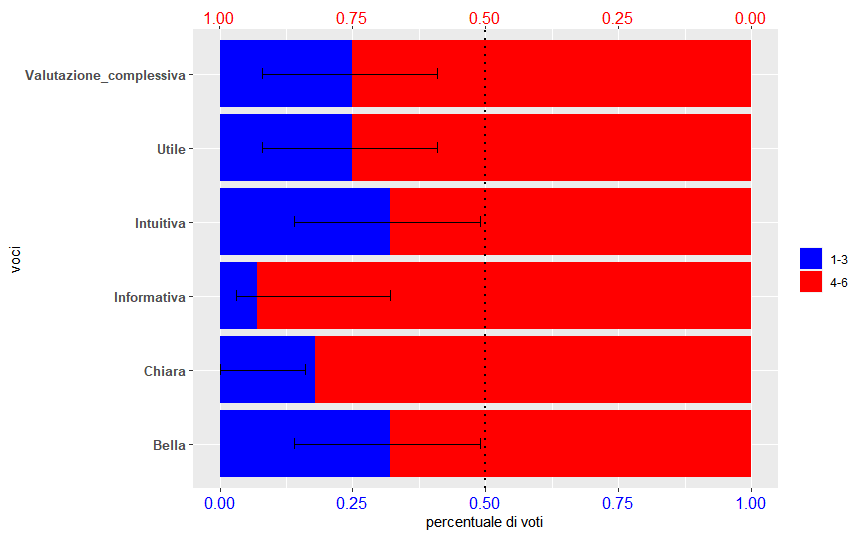 1.00 0.75 0.50 0.25 0.00
Valutazione_complessiva
Utile
Intuitiva
Informativa
Chiara
Bella
voci
0.00 0.25 0.50 0.75 1.00
percentuale di voti
1-3
4-6